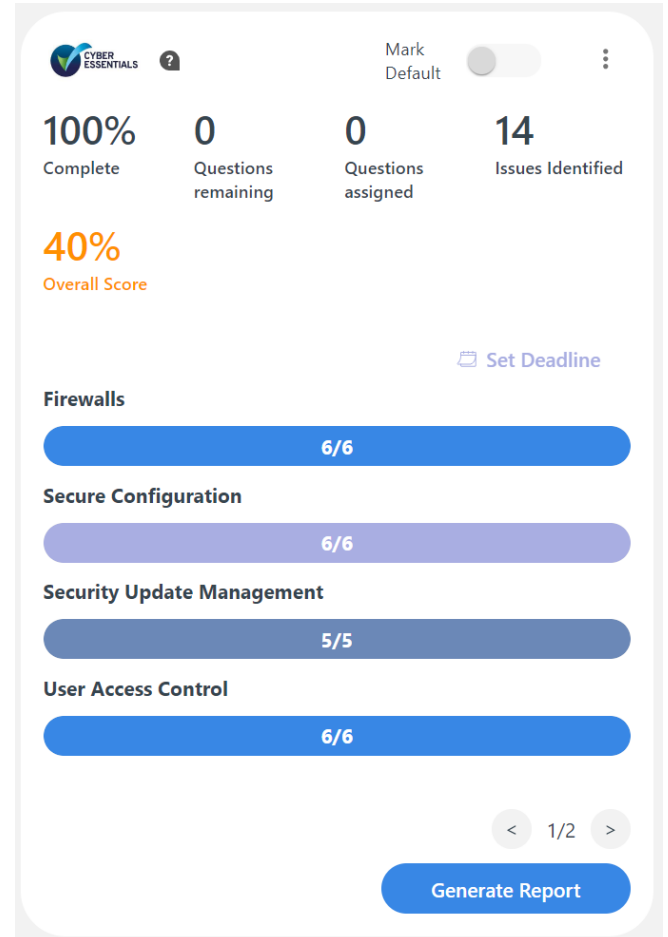 CYBER
ESSENTIALS
?
Mark
Default
100%
Complete
0
Questions
remaining
0
Questions
assigned
14
Issues Identified
40%
Overall Score
Set Deadline
Firewalls
6/6
Secure Configuration
6/6
Security Update Management
5/5
User Access Control
6/6
< 1/2 >
Generate Report